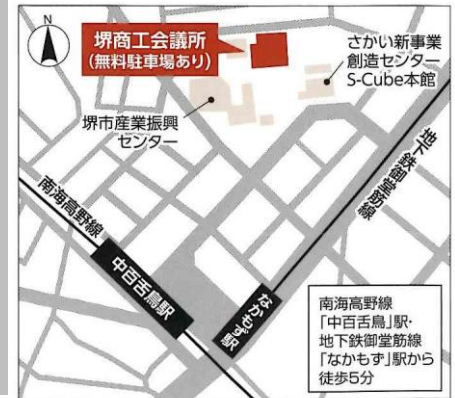 N
堺商工会議所
(無料駐車場あり)
さかい新事業
創造センター
S-Cube本館
堺市産業振興
センター
地下鉄御堂筋線
南海高野線
中百舌鳥駅
なかもず駅
南海高野線
「中百舌鳥」駅・
地下鉄御堂筋線
「なかもず」駅から
徒歩5分